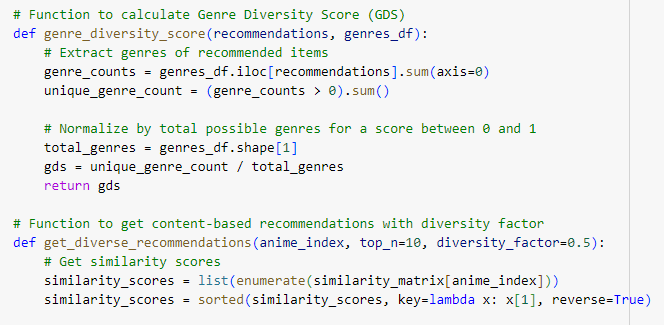 # Function to calculate Genre Diversity Score (GDS)
def genre_diversity_score(recommendations, genres_df):
    # Extract genres of recommended items
    genre_counts = genres_df.iloc[recommendations].sum(axis=0)
    unique_genre_count = (genre_counts > 0).sum()

    # Normalize by total possible genres for a score between 0 and 1
    total_genres = genres_df.shape[1]
    gds = unique_genre_count / total_genres
    return gds

# Function to get content-based recommendations with diversity factor
def get_diverse_recommendations(anime_index, top_n=10, diversity_factor=0.5):
    # Get similarity scores
    similarity_scores = list(enumerate(similarity_matrix[anime_index]))
    similarity_scores = sorted(similarity_scores, key=lambda x: x[1], reverse=True)